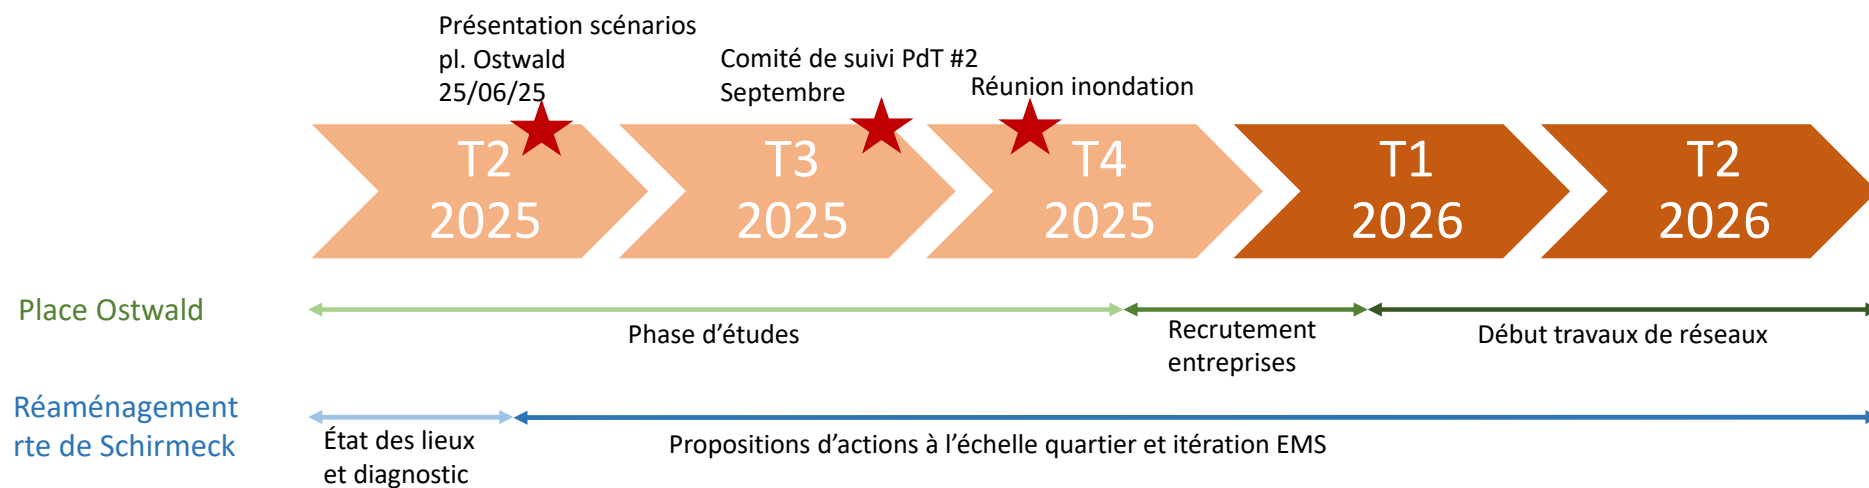 Présentation scénarios
pl. Ostwald
25/06/25
Comité de suivi PdT #2
Septembre
Réunion inondation
T2
2025
T3
2025
T4
2025
T1
2026
T2
2026
Place Ostwald
Phase d'études
Recrutement
entreprises
Début travaux de réseaux
Réaménagement
rte de Schirmeck
État des lieux
et diagnostic
Propositions d'actions à l'échelle quartier et itération EMS